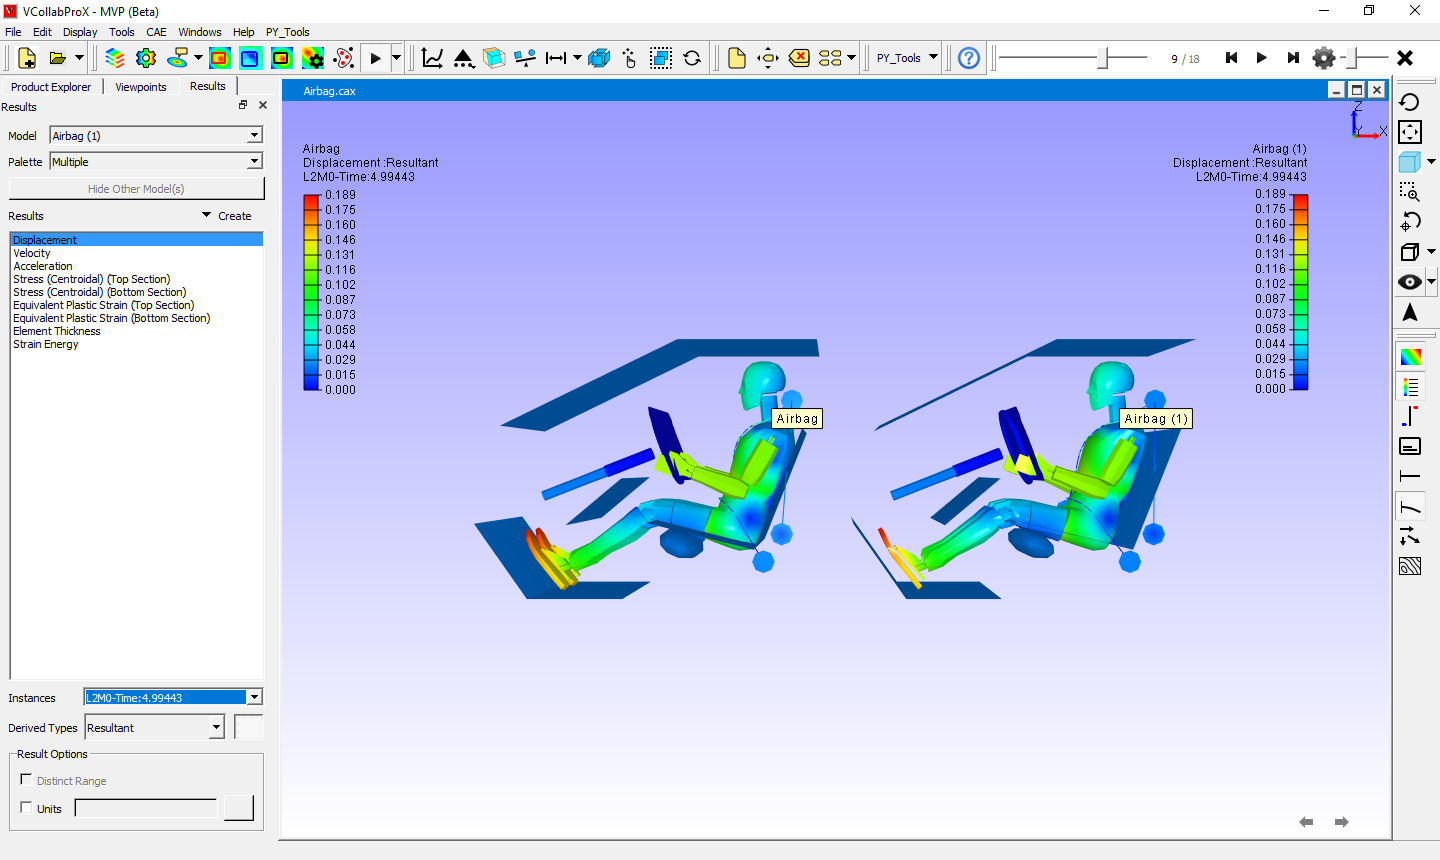 VCollabProX - MVP (Beta)
File Edit Display Tools CAE Windows Help PY_Tools
PY_Tools
9 / 18
Product Explorer Viewpoints Results
Results
Model Airbag (1)
Palette Multiple
Hide Other Model(s)
Results Create
Displacement
Velocity
Acceleration
Stress (Centroidal) (Top Section)
Stress (Centroidal) (Bottom Section)
Equivalent Plastic Strain (Top Section)
Equivalent Plastic Strain (Bottom Section)
Element Thickness
Strain Energy
Instances L2M0-Time:4.99443
Derived Types Resultant
Result Options
Distinct Range
Units
Airbag.cax
Z
Y X
Airbag
Displacement :Resultant
L2M0-Time:4.99443
0.189
0.175
0.160
0.146
0.131
0.116
0.102
0.087
0.073
0.058
0.044
0.029
0.015
0.000
Airbag (1)
Displacement :Resultant
L2M0-Time:4.99443
0.189
0.175
0.160
0.146
0.131
0.116
0.102
0.087
0.073
0.058
0.044
0.029
0.015
0.000
Airbag
Airbag (1)